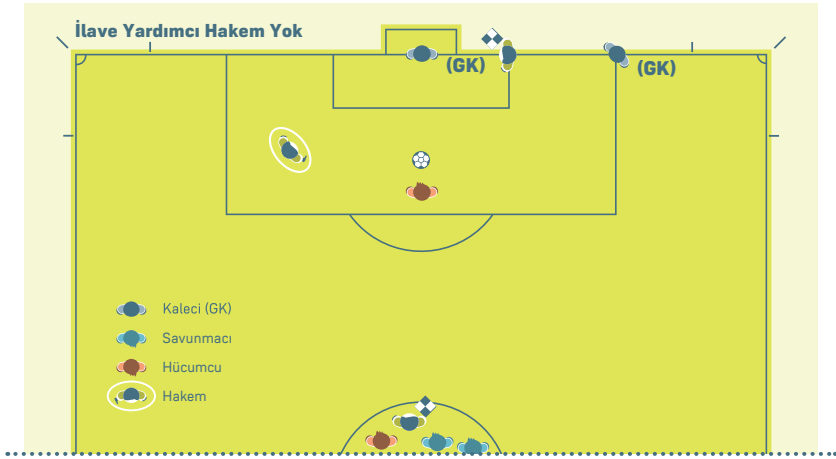 İlave Yardımcı Hakem Yok
(GK)
(GK)
Kaleci (GK)
Savunmacı
Hücumcu
Hakem